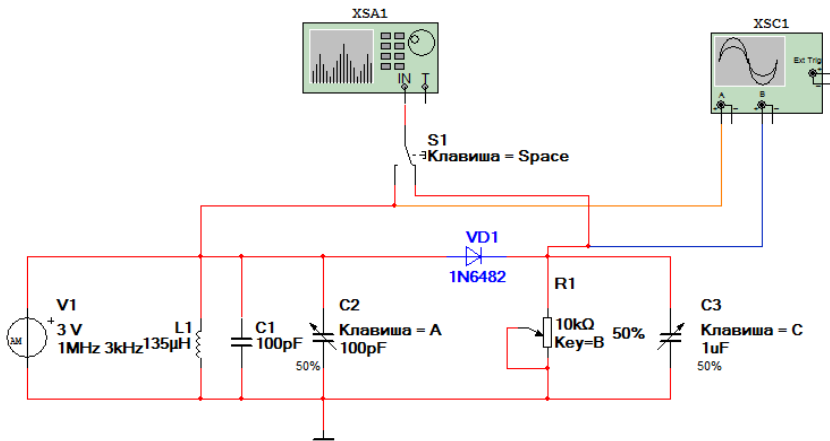 XSA1
IN T
XSC1
Ext Trig
+
-
A
B
+ - + -
S1
Клавиша = Space
VD1
1N6482
V1
3 V
1MHz 3kHz
AM
+
L1
135µH
C1
100pF
C2
Клавиша = A
100pF
50%
R1
10kΩ
Key=B
50%
C3
Клавиша = C
1uF
50%